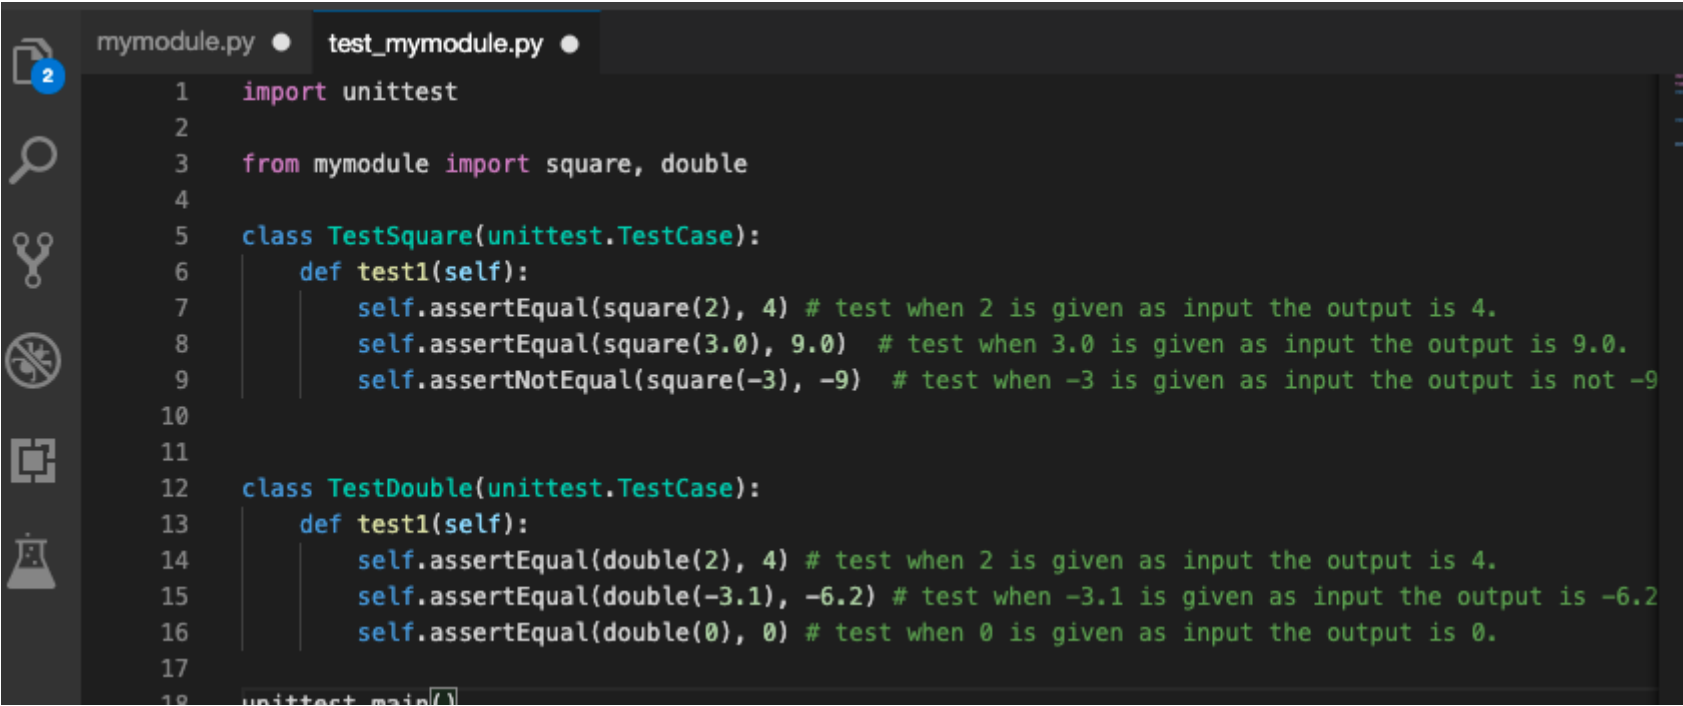 mymodule.py ● test_mymodule.py ●
2
1 import unittest
2
3 from mymodule import square, double
4
5 class TestSquare(unittest.TestCase):
6 def test1(self):
7 self.assertEqual(square(2), 4) # test when 2 is given as input the output is 4.
8 self.assertEqual(square(3.0), 9.0)  # test when 3.0 is given as input the output is 9.0.
9 self.assertNotEqual(square(-3), -9)  # test when -3 is given as input the output is not -9
10
11
12 class TestDouble(unittest.TestCase):
13 def test1(self):
14 self.assertEqual(double(2), 4) # test when 2 is given as input the output is 4.
15 self.assertEqual(double(-3.1), -6.2) # test when -3.1 is given as input the output is -6.2
16 self.assertEqual(double(0), 0) # test when 0 is given as input the output is 0.
17
18 unittest.main()